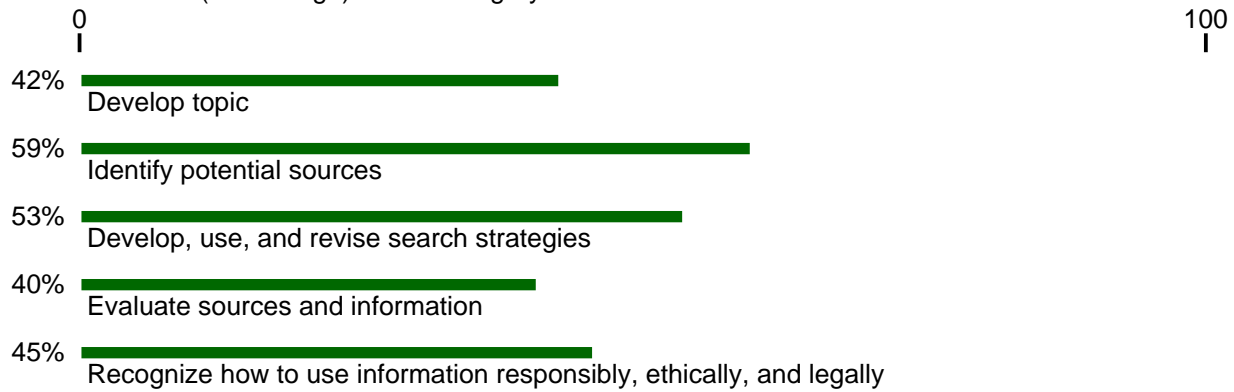 0 100
42%
Develop topic
59%
Identify potential sources
53%
Develop, use, and revise search strategies
40%
Evaluate sources and information
45%
Recognize how to use information responsibly, ethically, and legally